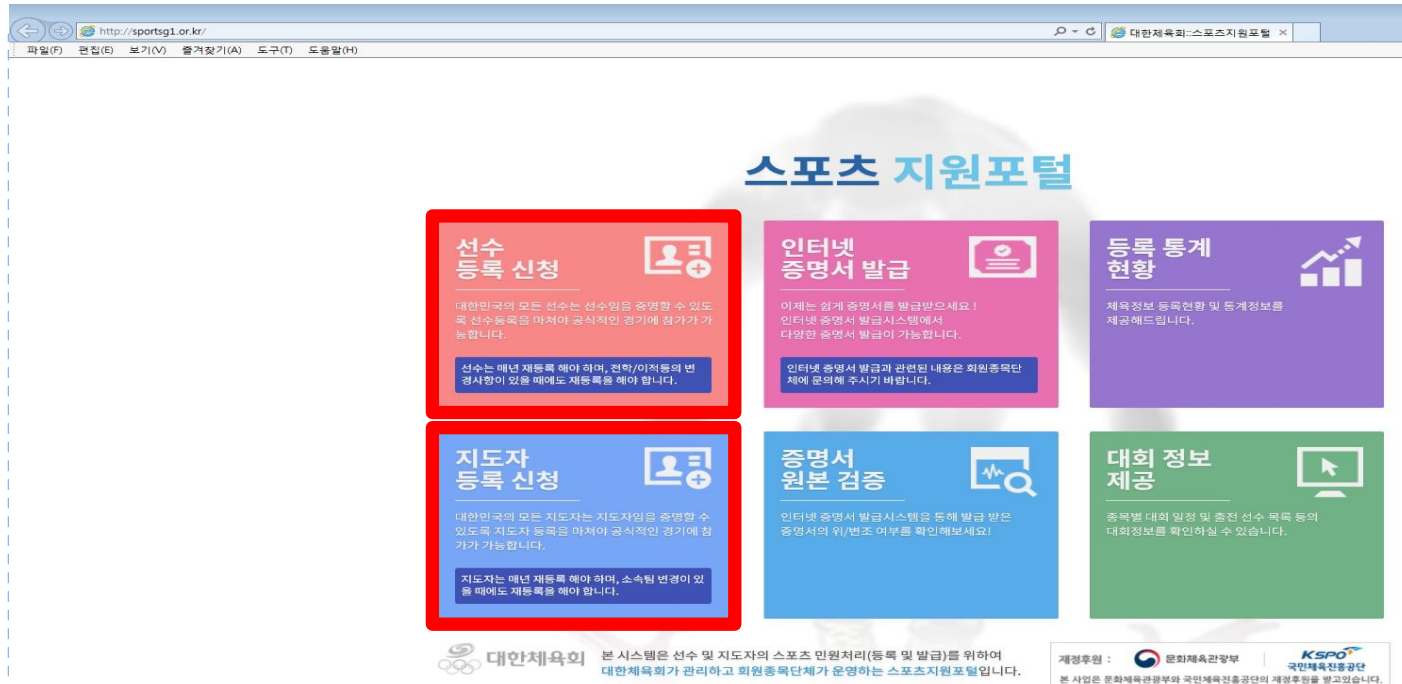 http://sportsg1.or.kr/
대한체육회::스포츠지원포털
파일(F) 편집(E) 보기(V) 즐겨찾기(A) 도구(T) 도움말(H)
스포츠 지원포털
선수
등록 신청
대한민국의 모든 선수는 선수임을 증명할 수 있도
록 선수등록을 마쳐야 공식적인 경기에 참가가 가
능합니다.
선수는 매년 재등록 해야 하며, 전학/이적등의 변
경사항이 있을 때에도 재등록을 해야 합니다.
인터넷
증명서 발급
이제는 쉽게 증명서를 발급받으세요 !
인터넷 증명서 발급시스템에서
다양한 증명서 발급이 가능합니다.
인터넷 증명서 발급과 관련된 내용은 회원종목단
체에 문의해 주시기 바랍니다.
등록 통계
현황
체육정보 등록현황 및 통계정보를
제공해드립니다.
지도자
등록 신청
대한민국의 모든 지도자는 지도자임을 증명할 수
있도록 지도자 등록을 마쳐야 공식적인 경기에 참
가가 가능합니다.
지도자는 매년 재등록 해야 하며, 소속팀 변경이 있
을 때에도 재등록을 해야 합니다.
증명서
원본 검증
인터넷 증명서 발급시스템을 통해 발급 받은
증명서의 위/변조 여부를 확인해보세요!
대회 정보
제공
종목별 대회 일정 및 출전 선수 목록 등의
대회정보를 확인하실 수 있습니다.
대한체육회
본 시스템은 선수 및 지도자의 스포츠 민원처리(등록 및 발급)를 위하여
대한체육회가 관리하고 회원종목단체가 운영하는 스포츠지원포털입니다.
재정후원 :
문화체육관광부
KSPO
국민체육진흥공단
본 사업은 문화체육관광부와 국민체육진흥공단의 재정후원을 받고있습니다.